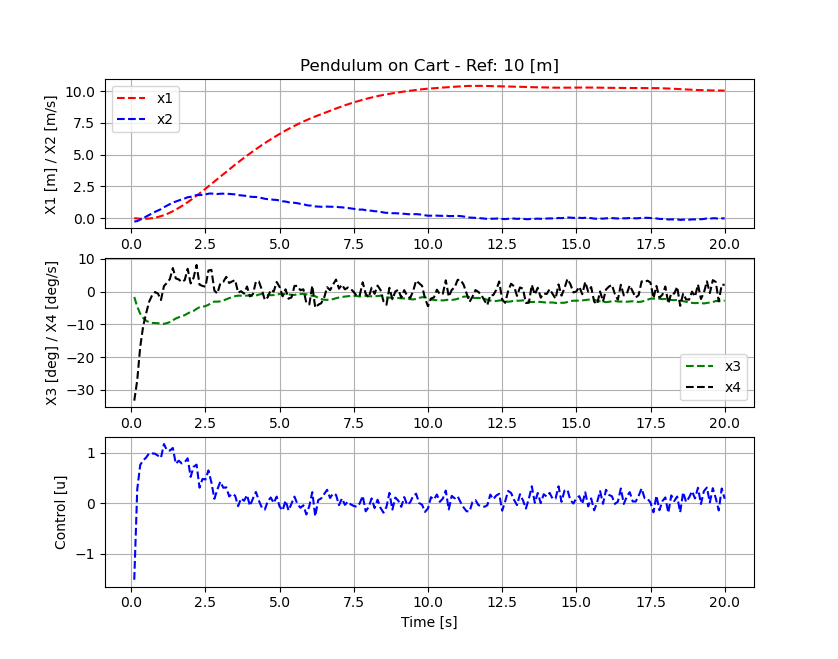 Pendulum on Cart - Ref: 10 [m]
X1 [m] / X2 [m/s]
10.0
7.5
5.0
2.5
0.0
x1
x2
0.0 2.5 5.0 7.5 10.0 12.5 15.0 17.5 20.0
X3 [deg] / X4 [deg/s]
10
0
−10
−20
−30
x3
x4
0.0 2.5 5.0 7.5 10.0 12.5 15.0 17.5 20.0
Control [u]
1
0
−1
0.0 2.5 5.0 7.5 10.0 12.5 15.0 17.5 20.0
Time [s]